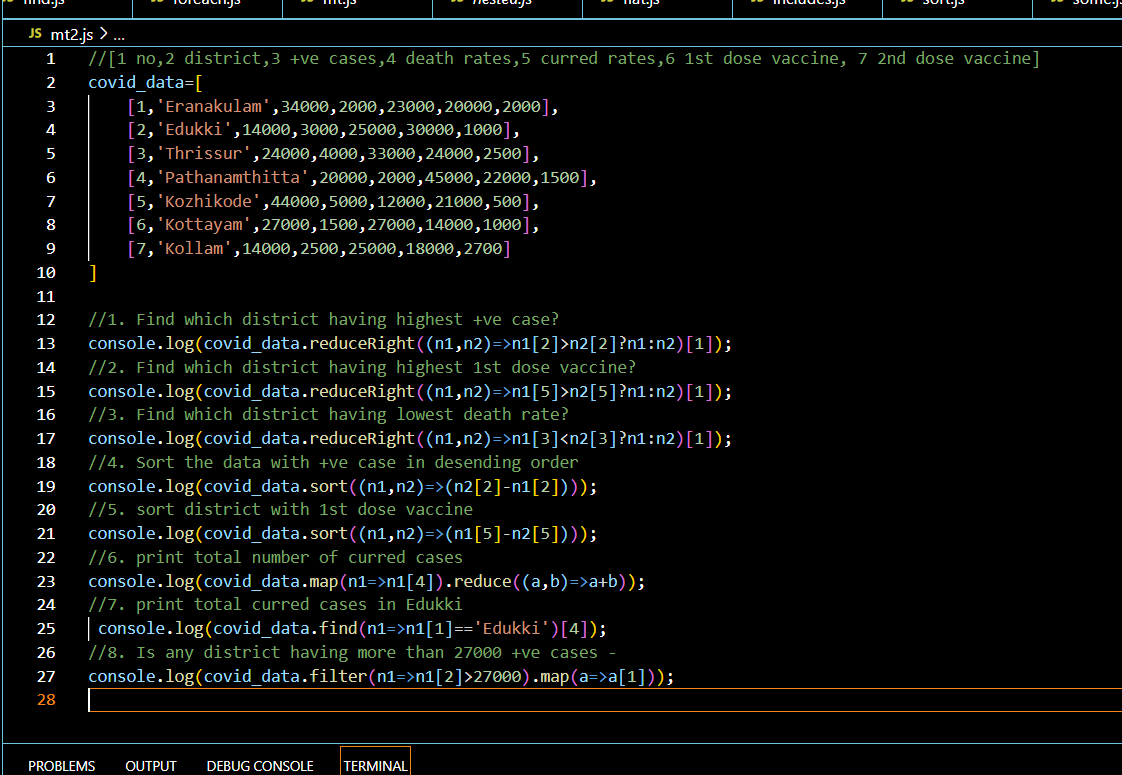 find.js JS foreach.js JS mt.js JS nested.js JS flat.js JS includes.js JS sort.js JS some.js
JS mt2.js > ...
1 //[1 no,2 district,3 +ve cases,4 death rates,5 curred rates,6 1st dose vaccine, 7 2nd dose vaccine]
2 covid_data=[
3 [1,'Eranakulam',34000,2000,23000,20000,2000],
4 [2,'Edukki',14000,3000,25000,30000,1000],
5 [3,'Thrissur',24000,4000,33000,24000,2500],
6 [4,'Pathanamthitta',20000,2000,45000,22000,1500],
7 [5,'Kozhikode',44000,5000,12000,21000,500],
8 [6,'Kottayam',27000,1500,27000,14000,1000],
9 [7,'Kollam',14000,2500,25000,18000,2700]
10 ]
11
12 //1. Find which district having highest +ve case?
13 console.log(covid_data.reduceRight((n1,n2)=>n1[2]>n2[2]?n1:n2)[1]);
14 //2. Find which district having highest 1st dose vaccine?
15 console.log(covid_data.reduceRight((n1,n2)=>n1[5]>n2[5]?n1:n2)[1]);
16 //3. Find which district having lowest death rate?
17 console.log(covid_data.reduceRight((n1,n2)=>n1[3]<n2[3]?n1:n2)[1]);
18 //4. Sort the data with +ve case in desending order
19 console.log(covid_data.sort((n1,n2)=>(n2[2]-n1[2])));
20 //5. sort district with 1st dose vaccine
21 console.log(covid_data.sort((n1,n2)=>(n1[5]-n2[5])));
22 //6. print total number of curred cases
23 console.log(covid_data.map(n1=>n1[4]).reduce((a,b)=>a+b));
24 //7. print total curred cases in Edukki
25 console.log(covid_data.find(n1=>n1[1]=='Edukki')[4]);
26 //8. Is any district having more than 27000 +ve cases -
27 console.log(covid_data.filter(n1=>n1[2]>27000).map(a=>a[1]));
28
PROBLEMS OUTPUT DEBUG CONSOLE TERMINAL